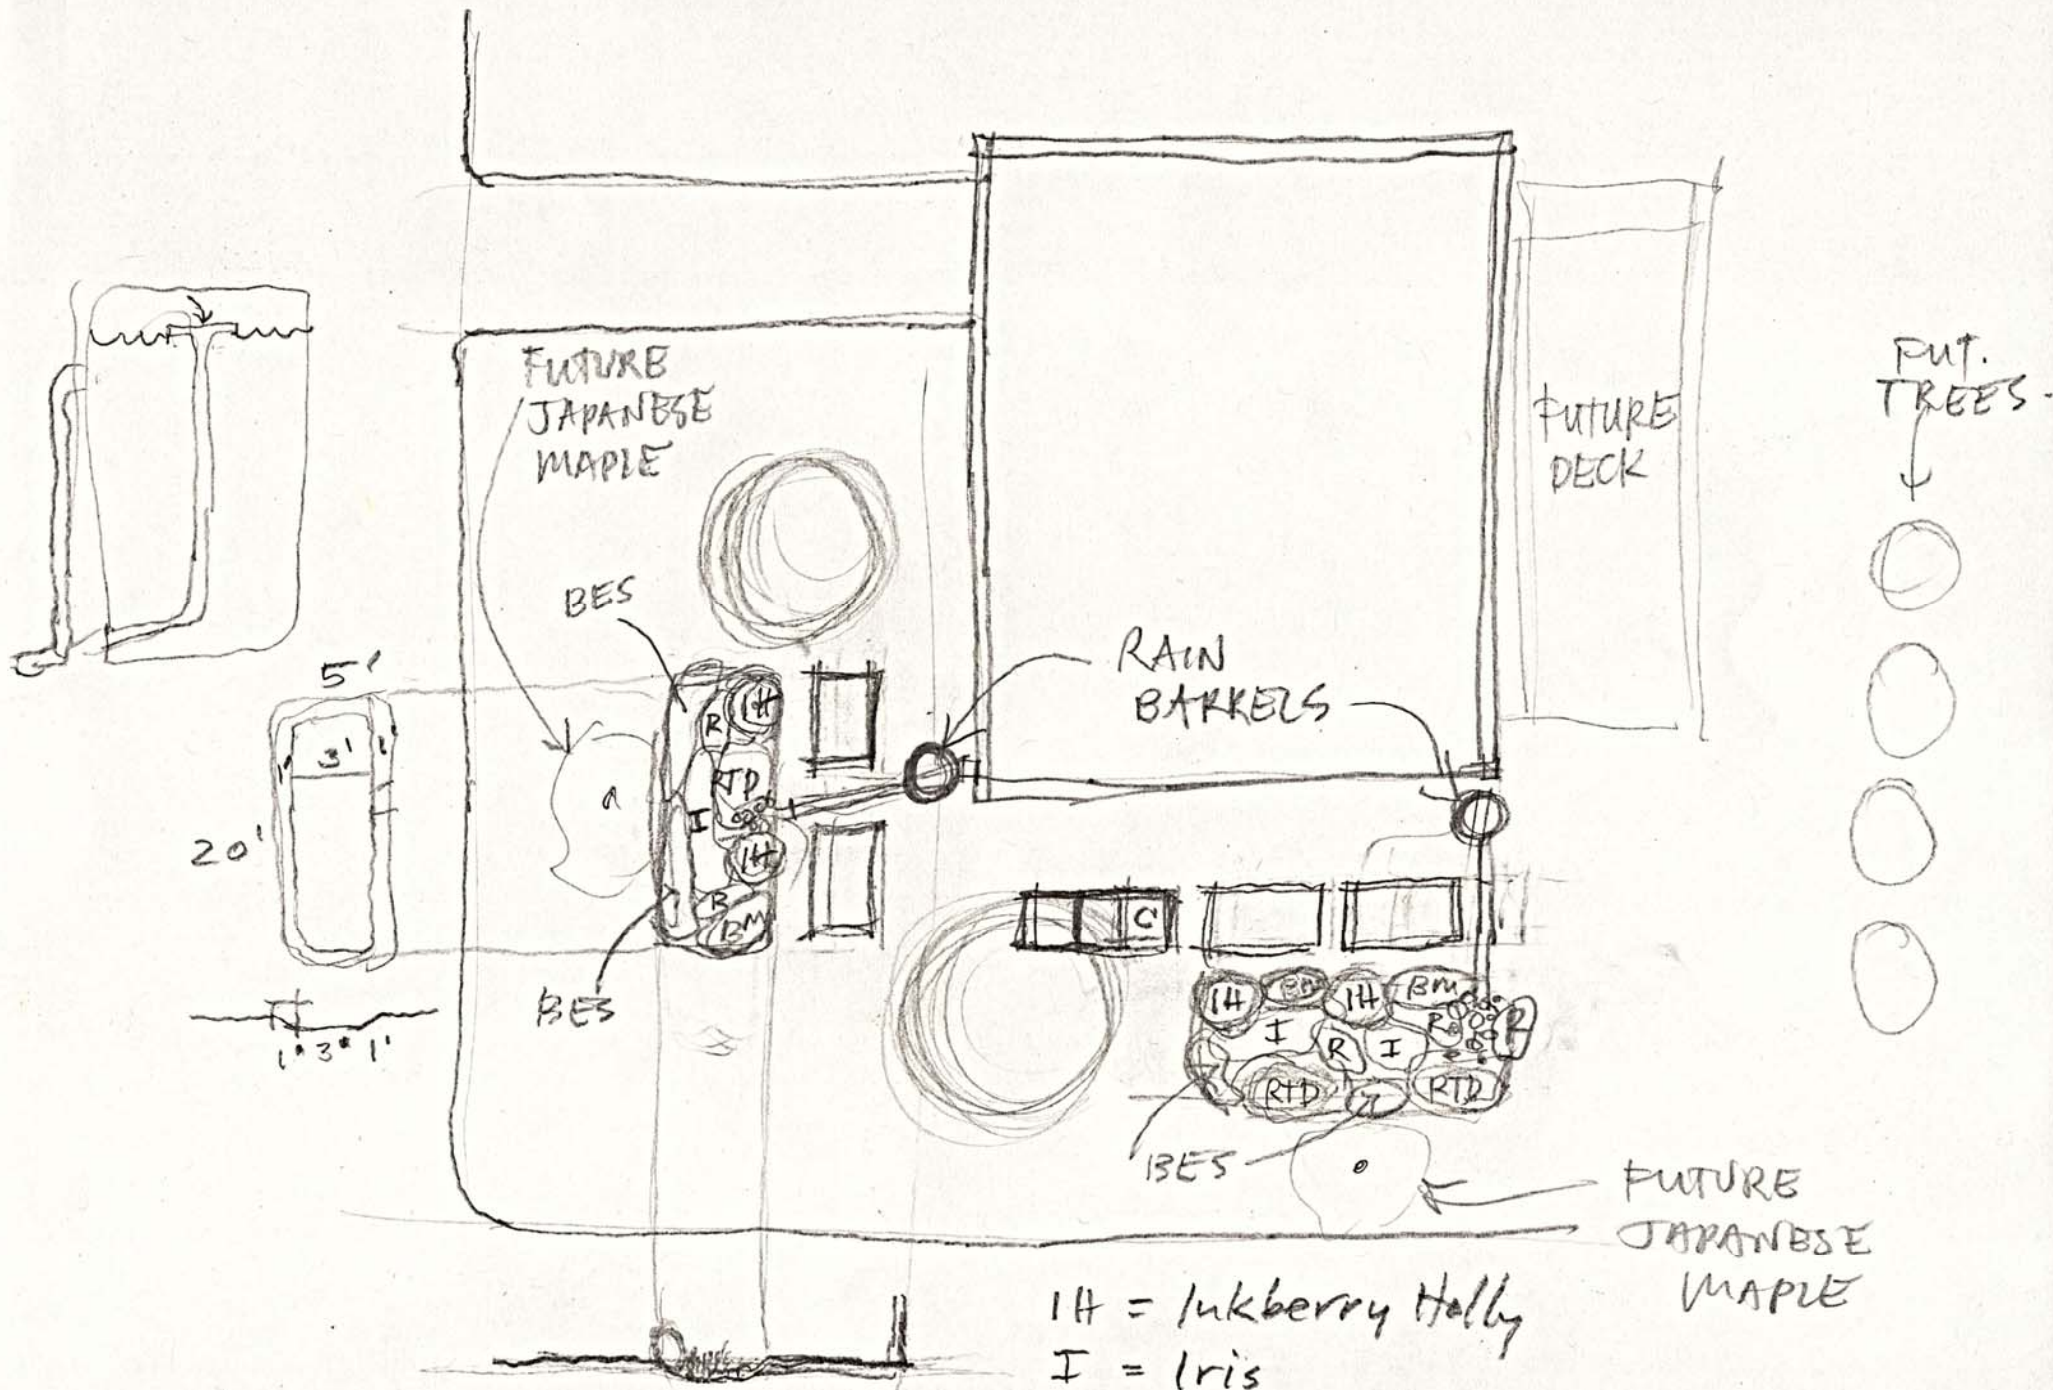 FUTURE
JAPANESE
MAPLE
FUT.
TREES
FUTURE
DECK
BES
RAIN
BARRELS
5'
3'
1'
1'
20'
1' 3' 1'
IH
R
RTD
I
IH
R
BM
BES
C
IH
BM
IH
BM
I
R
I
R
R
RTD
I
RTD
BES
FUTURE
JAPANESE
MAPLE
IH = Inkberry Holly
I = Iris